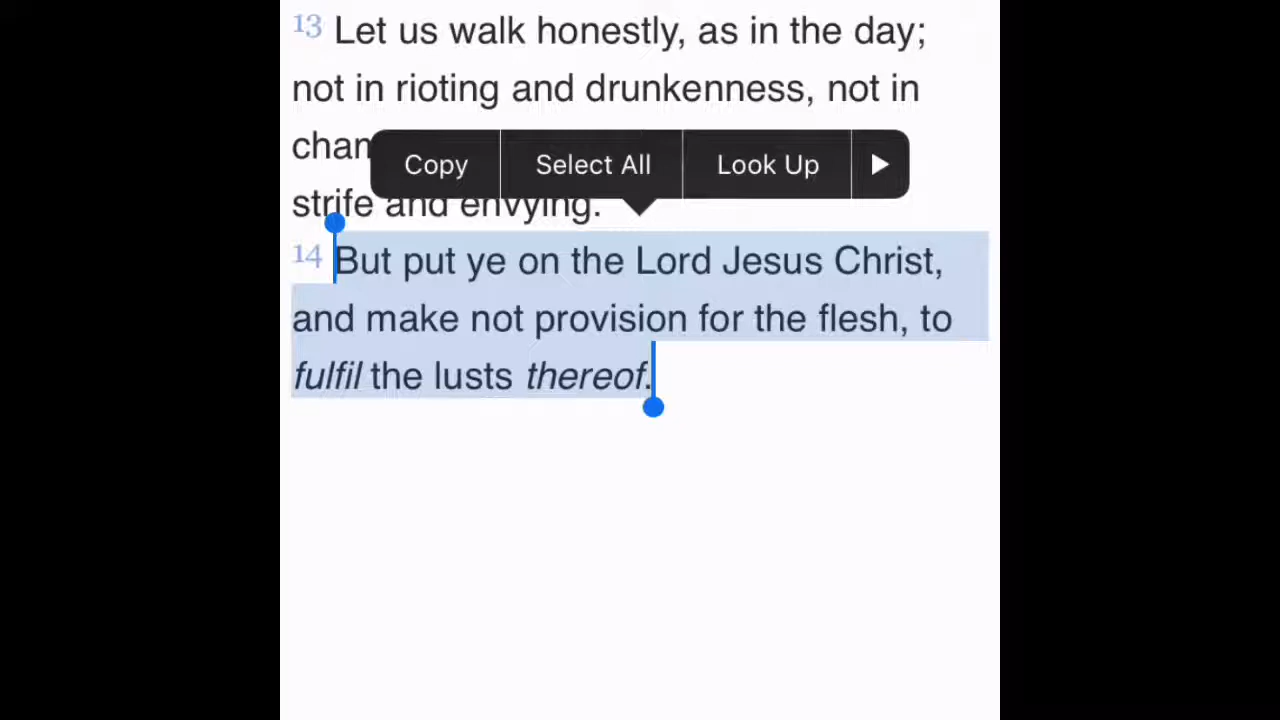 13 Let us walk honestly, as in the day;
not in rioting and drunkenness, not in
Copy Select All Look Up
strife and envying.
14 But put ye on the Lord Jesus Christ,
and make not provision for the flesh, to
fulfil the lusts thereof.